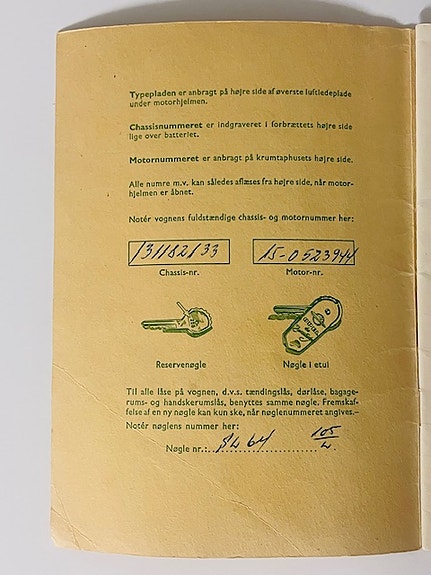 Typepladen er anbragt på højre side af øverste luftledeplade
under motorhjelmen.
Chassisnummeret er indgraveret i forbrættets højre side
lige over batteriet.
Motornummeret er anbragt på krumtaphusets højre side.
Alle numre m.v. kan således aflæses fra højre side, når motor-
hjelmen er åbnet.
Notér vognens fuldstændige chassis- og motornummer her:
131182133 15-0523944
Chassis-nr. Motor-nr.
Reservenøgle Nøgle i etui
Til alle låse på vognen, d.v.s. tændingslås, dørlåse, bagage-
rums- og handskerumslås, benyttes samme nøgle. Fremskaf-
felse af en ny nøgle kan kun ske, når nøglenummeret angives.—
Notér nøglens nummer her:
Nøgle nr.: 64 105